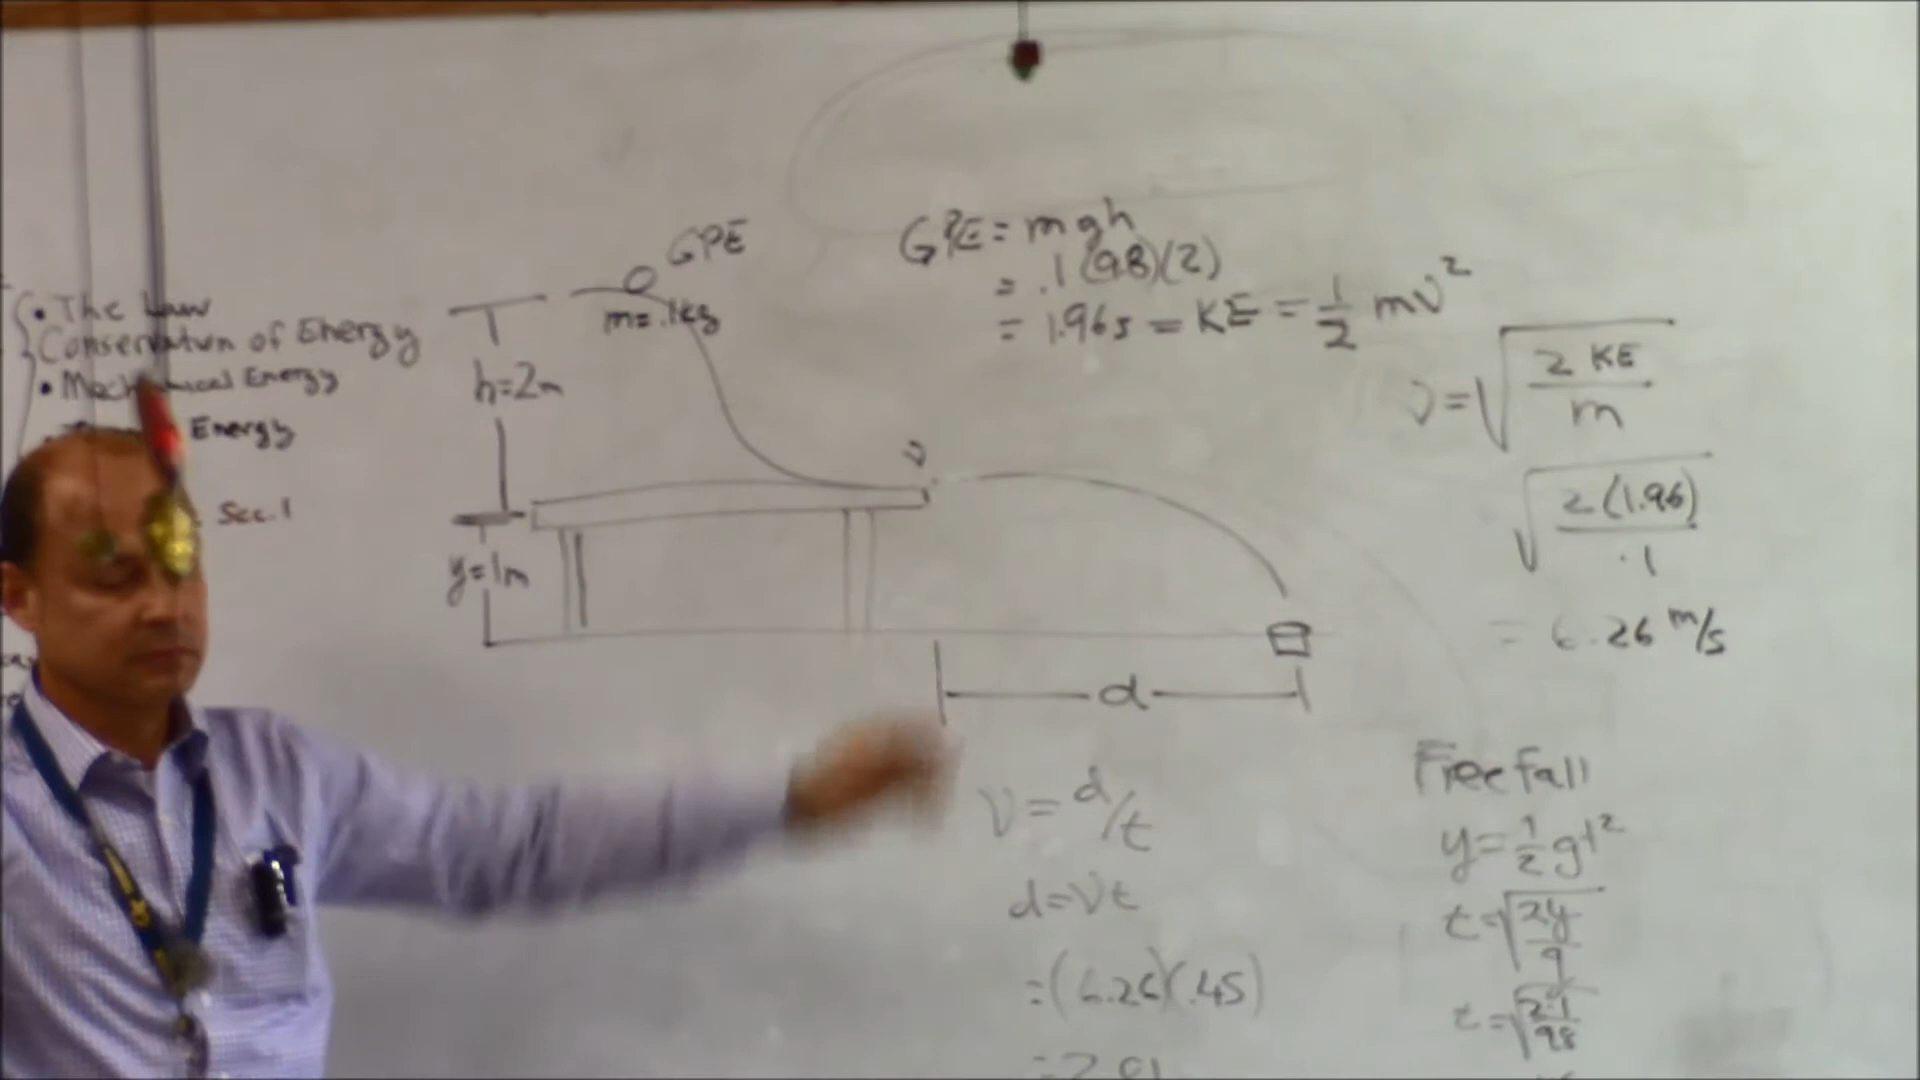 • The Law
Conservation of Energy
• Mechanical Energy
Energy
Sec. 1
GPE
m=.1kg
h=2m
y=1m
v
d
GPE = mgh
= .1(9.8)(2)
= 1.96J = KE = 1/2 mv²
v = √(2 KE / m)
√(2(1.96) / .1)
= 6.26 m/s
V = d/t
d=Vt
=(6.26)(.45)
Free fall
y = 1/2 gt²
t=√(2y/g)
t=√(2·1/9.8)